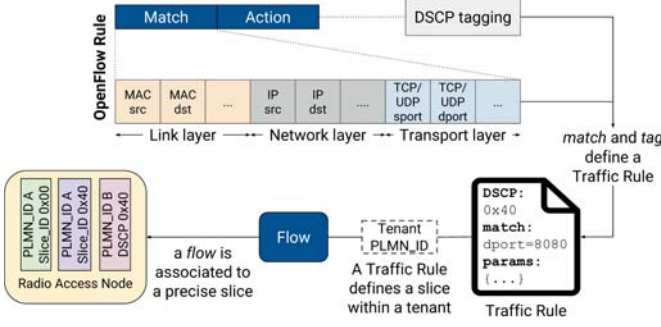 OpenFlow Rule
Match
Action
DSCP tagging
MAC src
MAC dst
...
IP src
IP dst
....
TCP/ UDP sport
TCP/ UDP dport
...
Link layer
Network layer
Transport layer
match and tag
define a
Traffic Rule
PLMN_ID A
Slice_ID 0x00
PLMN_ID A
Slice_ID 0x40
PLMN_ID B
DSCP 0x40
Radio Access Node
a flow is
associated to
a precise slice
Flow
Tenant
PLMN_ID
A Traffic Rule
defines a slice
within a tenant
DSCP:
0x40
match:
dport=8080
params:
{...}
Traffic Rule